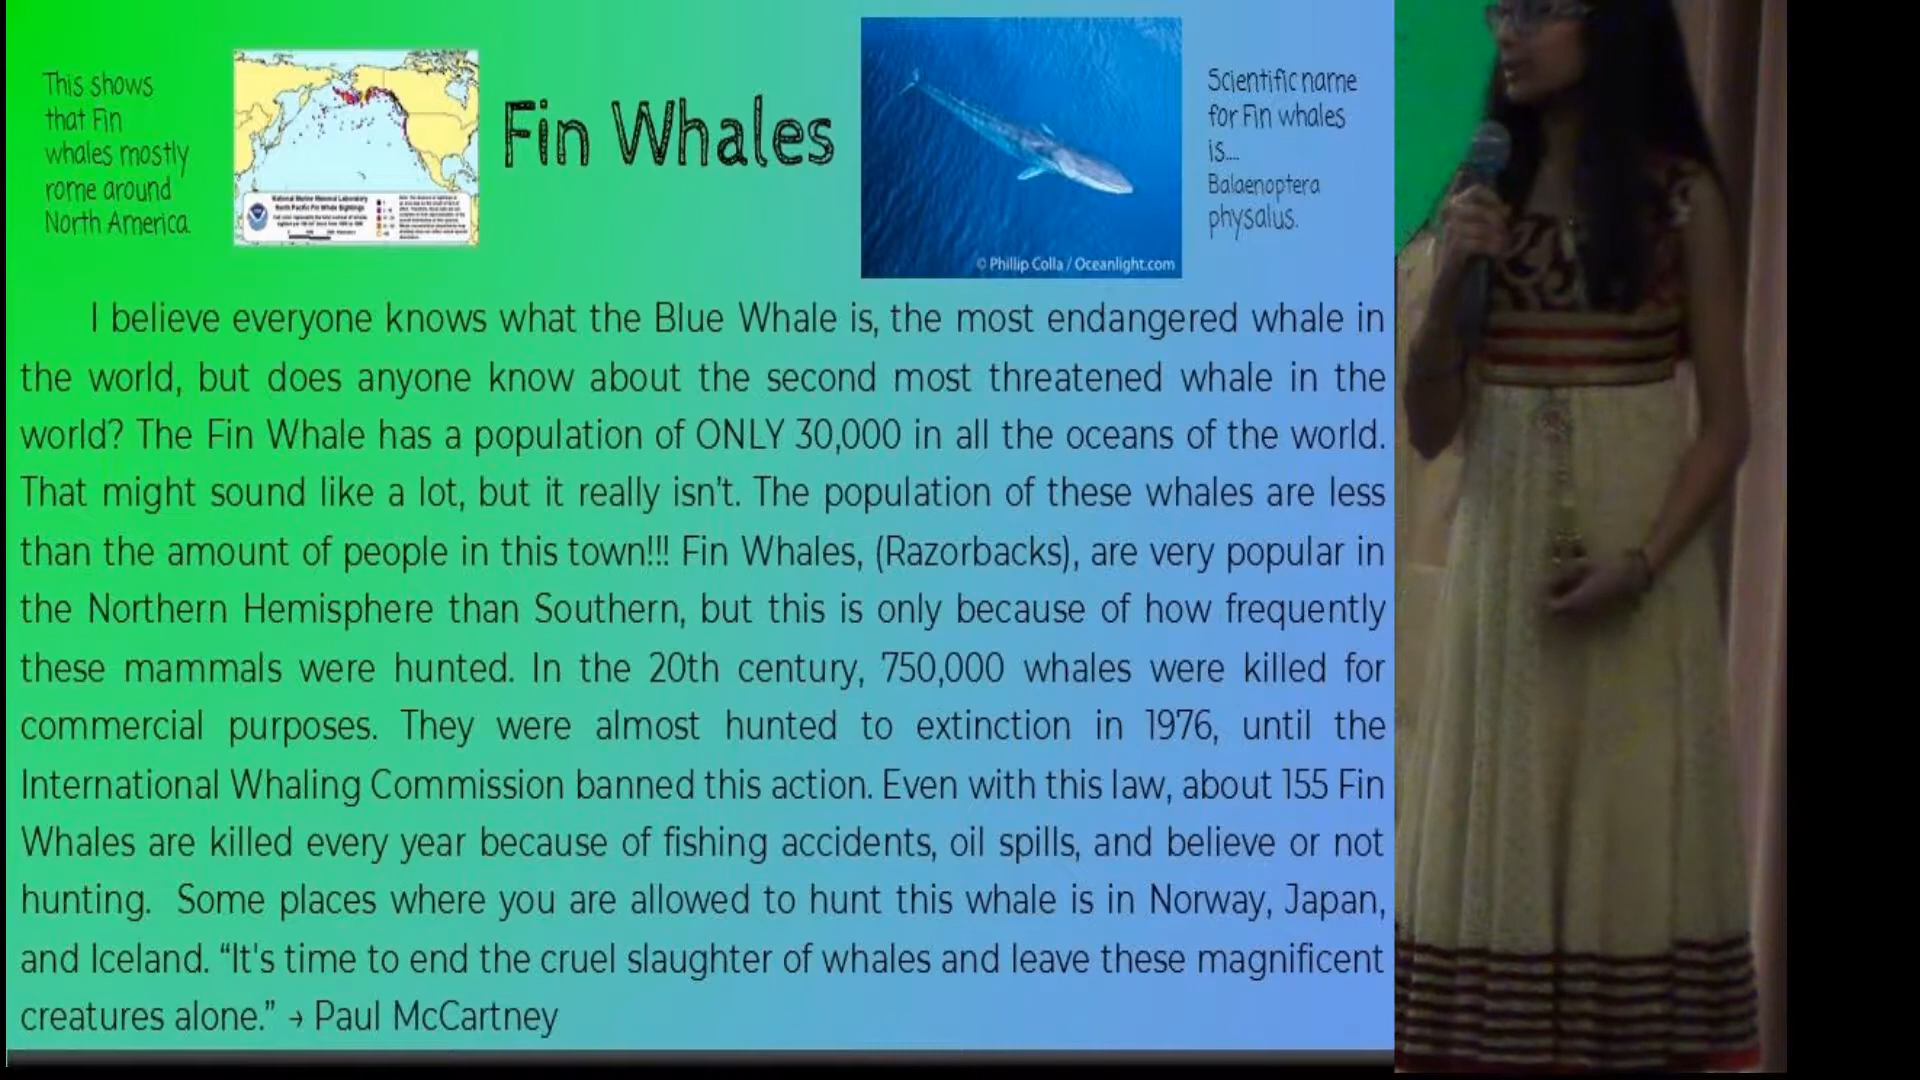 This shows
that Fin
whales mostly
rome around
North America
National Marine Mammal Laboratory
North Pacific Fin Whale Sightings
Fin Whales
© Phillip Colla / Oceanlight.com
Scientific name
for Fin whales
is....
Balaenoptera
physalus.
I believe everyone knows what the Blue Whale is, the most endangered whale in
the world, but does anyone know about the second most threatened whale in the
world? The Fin Whale has a population of ONLY 30,000 in all the oceans of the world.
That might sound like a lot, but it really isn't. The population of these whales are less
than the amount of people in this town!!! Fin Whales, (Razorbacks), are very popular in
the Northern Hemisphere than Southern, but this is only because of how frequently
these mammals were hunted. In the 20th century, 750,000 whales were killed for
commercial purposes. They were almost hunted to extinction in 1976, until the
International Whaling Commission banned this action. Even with this law, about 155 Fin
Whales are killed every year because of fishing accidents, oil spills, and believe or not
hunting.  Some places where you are allowed to hunt this whale is in Norway, Japan,
and Iceland. “It's time to end the cruel slaughter of whales and leave these magnificent
creatures alone.” → Paul McCartney